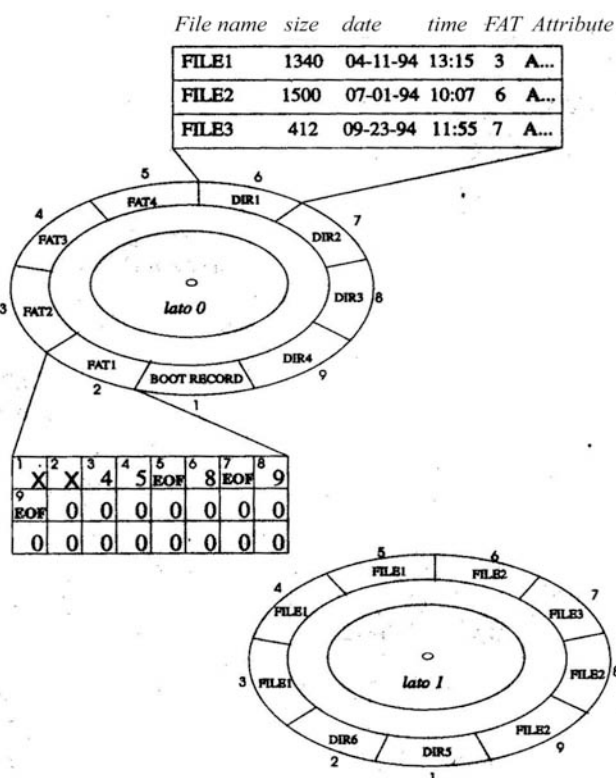 File name size date time FAT Attribute
FILE1 1340 04-11-94 13:15 3 A...
FILE2 1500 07-01-94 10:07 6 A...
FILE3 412 09-23-94 11:55 7 A...
5 6
FAT4 DIR1
4 7
FAT3 DIR2
3 FAT2 lato 0 DIR3 8
FAT1 BOOT RECORD DIR4
2 1 9
1 X 2 X 3 4 4 5 5 EOF 6 8 7 EOF 8 9
9 EOF 0 0 0 0 0 0 0
0 0 0 0 0 0 0 0
5 6
FILE1 FILE2
4 7
FILE1 FILE3
3 FILE1 lato 1 FILE2 8
DIR6 DIR5 FILE2
2 1 9